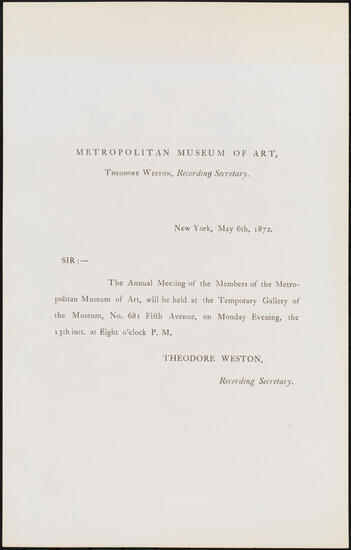 METROPOLITAN MUSEUM OF ART,
THEODORE WESTON, Recording Secretary.
New York, May 6th, 1872.
SIR:—
The Annual Meeting of the Members of the Metro-
politan Museum of Art, will be held at the Temporary Gallery of
the Museum, No. 681 Fifth Avenue, on Monday Evening, the
13th inst. at Eight o'clock P. M.
THEODORE WESTON,
Recording Secretary.